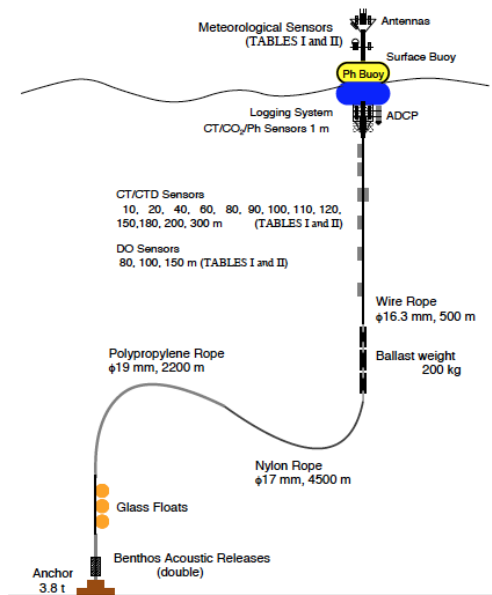 Meteorological Sensors
(TABLES I and II)
Antennas
Surface Buoy
Ph Buoy
Logging System
CT/CO₂/Ph Sensors 1 m
ADCP
CT/CTD Sensors
10, 20, 40, 60, 80, 90, 100, 110, 120,
150,180, 200, 300 m (TABLES I and II)
DO Sensors
80, 100, 150 m (TABLES I and II)
Wire Rope
ϕ16.3 mm, 500 m
Polypropylene Rope
ϕ19 mm, 2200 m
Ballast weight
200 kg
Nylon Rope
ϕ17 mm, 4500 m
Glass Floats
Benthos Acoustic Releases
(double)
Anchor
3.8 t